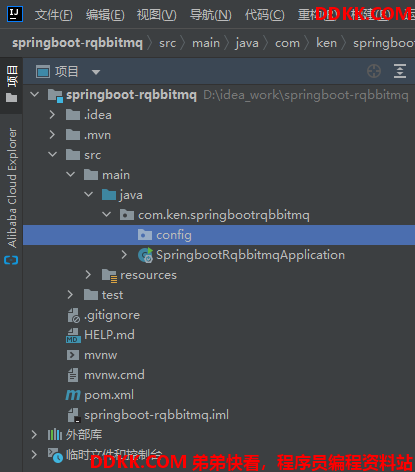 文件(F) 编辑(E) 视图(V) 导航(N) 代码(C) 重构
DDKK.COM
springboot-rqbbitmq src main java com ken springboo
项目
项目
Alibaba Cloud Explorer
springboot-rqbbitmq D:\idea_work\springboot-rqbbitmq
.idea
.mvn
src
main
java
com.ken.springbootrqbbitmq
config
SpringbootRqbbitmqApplication
resources
test
.gitignore
HELP.md
mvnw
mvnw.cmd
pom.xml
springboot-rqbbitmq.iml
外部库
临时文件和控制台
DDKK.COM 弟弟快看,程序员编程资料站